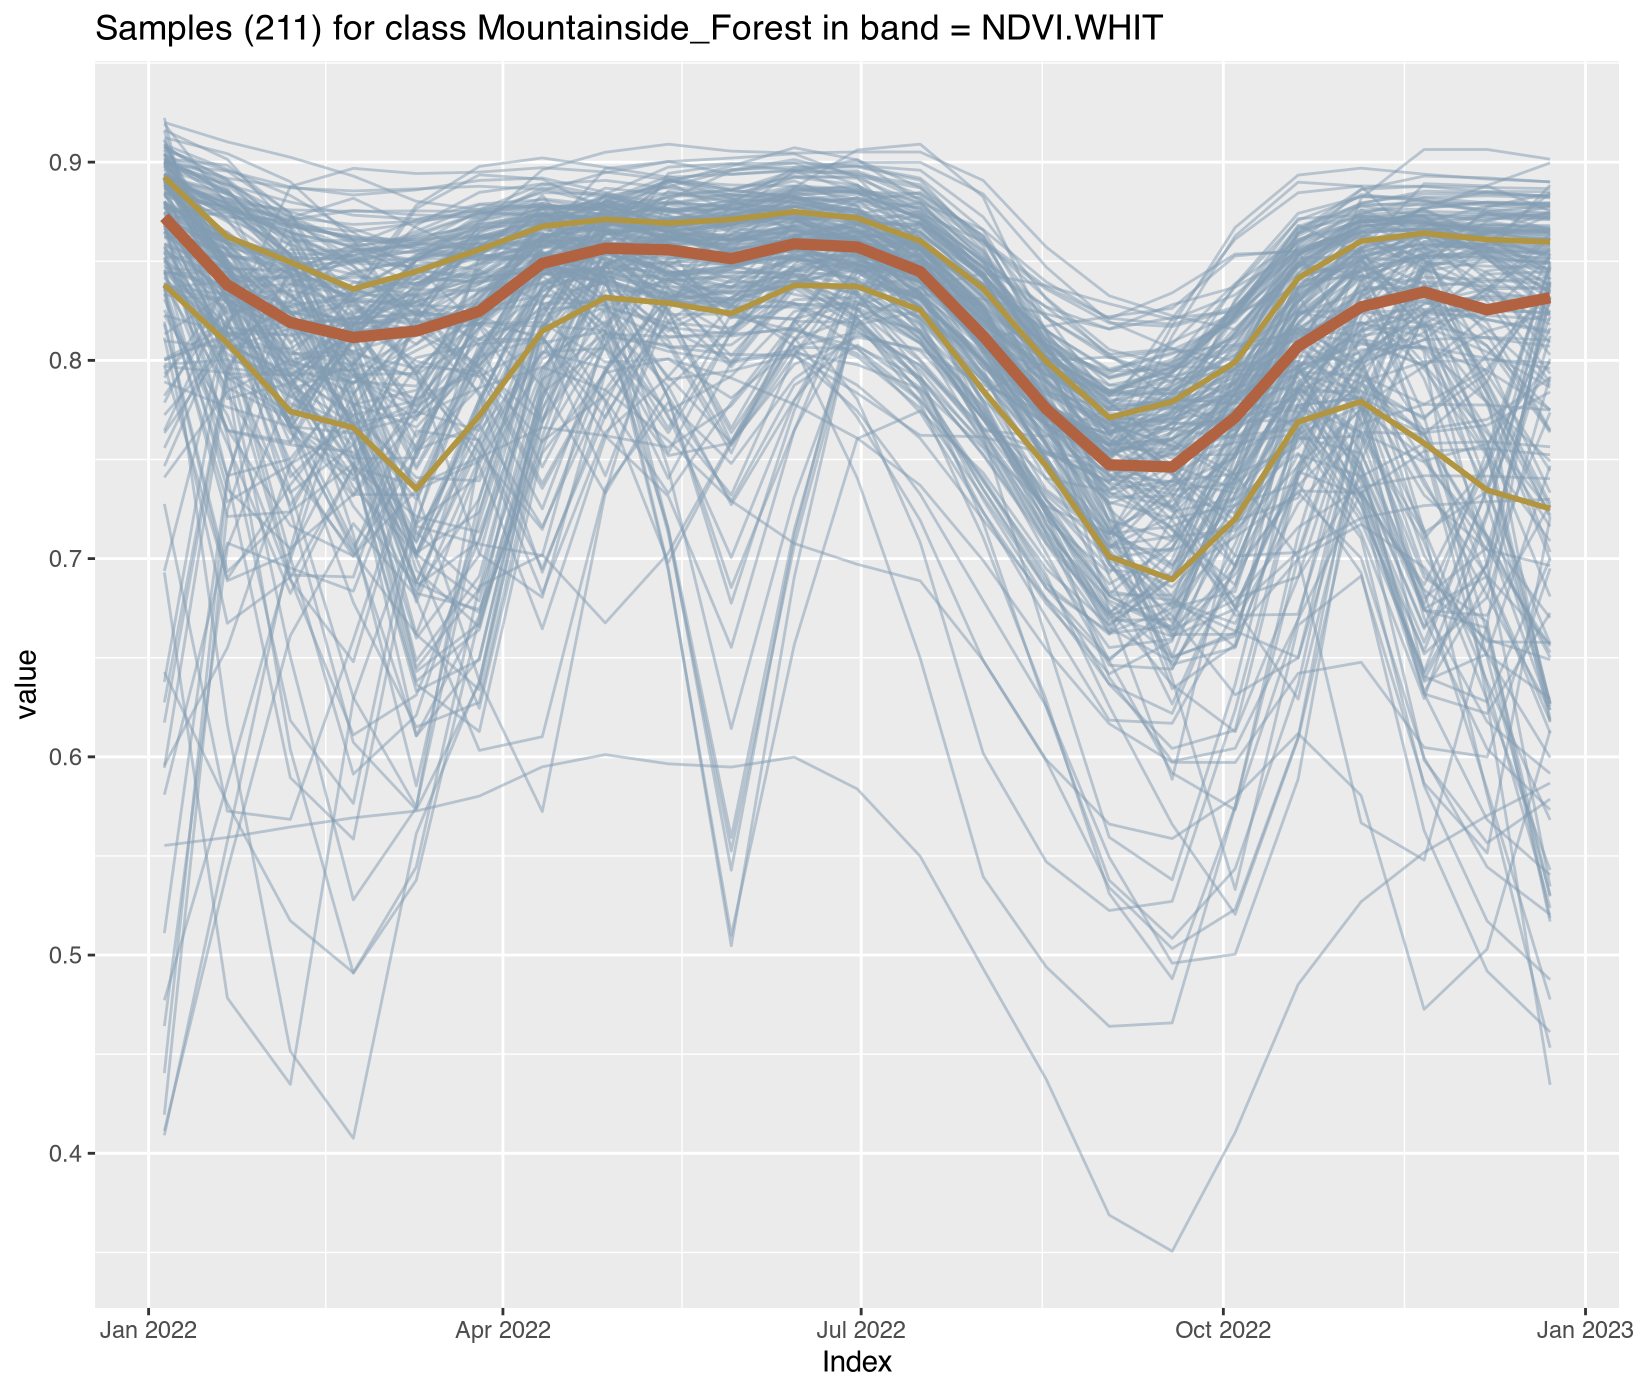 Samples (211) for class Mountainside_Forest in band = NDVI.WHIT
0.9
0.8
0.7
0.6
0.5
0.4
value
Jan 2022 Apr 2022 Jul 2022 Oct 2022 Jan 2023
Index